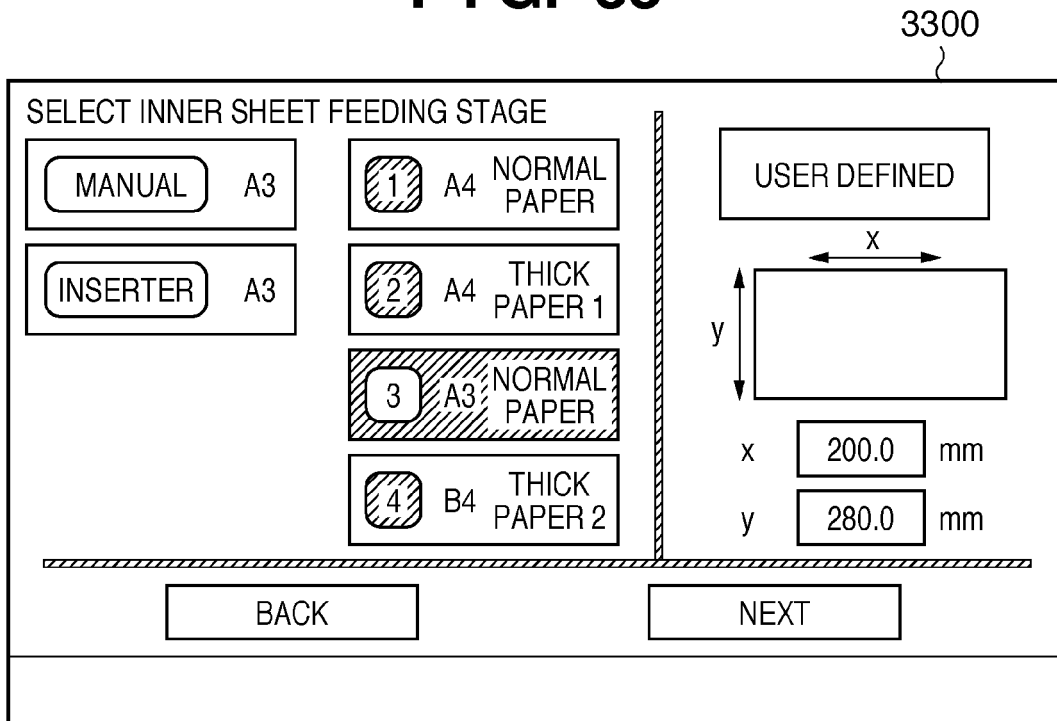 3300
SELECT INNER SHEET FEEDING STAGE
MANUAL A3
INSERTER A3
1 A4 NORMAL
PAPER
2 A4 THICK
PAPER 1
3 A3 NORMAL
PAPER
4 B4 THICK
PAPER 2
USER DEFINED
x
y
x 200.0 mm
y 280.0 mm
BACK
NEXT